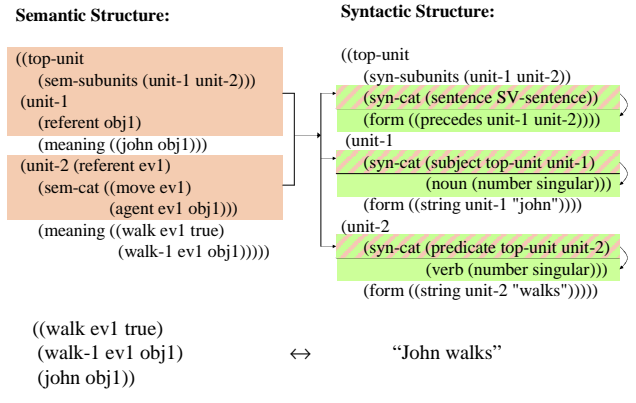 Semantic Structure:
((top-unit
(sem-subunits (unit-1 unit-2)))
(unit-1
(referent obj1)
(meaning ((john obj1)))
(unit-2 (referent ev1)
(sem-cat ((move ev1)
(agent ev1 obj1)))
(meaning ((walk ev1 true)
(walk-1 ev1 obj1)))))
Syntactic Structure:
((top-unit
(syn-subunits (unit-1 unit-2))
(syn-cat (sentence SV-sentence))
(form ((precedes unit-1 unit-2))))
(unit-1
(syn-cat (subject top-unit unit-1)
(noun (number singular)))
(form ((string unit-1 "john"))))
(unit-2
(syn-cat (predicate top-unit unit-2)
(verb (number singular)))
(form ((string unit-2 "walks")))))
((walk ev1 true)
(walk-1 ev1 obj1) ↔ “John walks”
(john obj1))